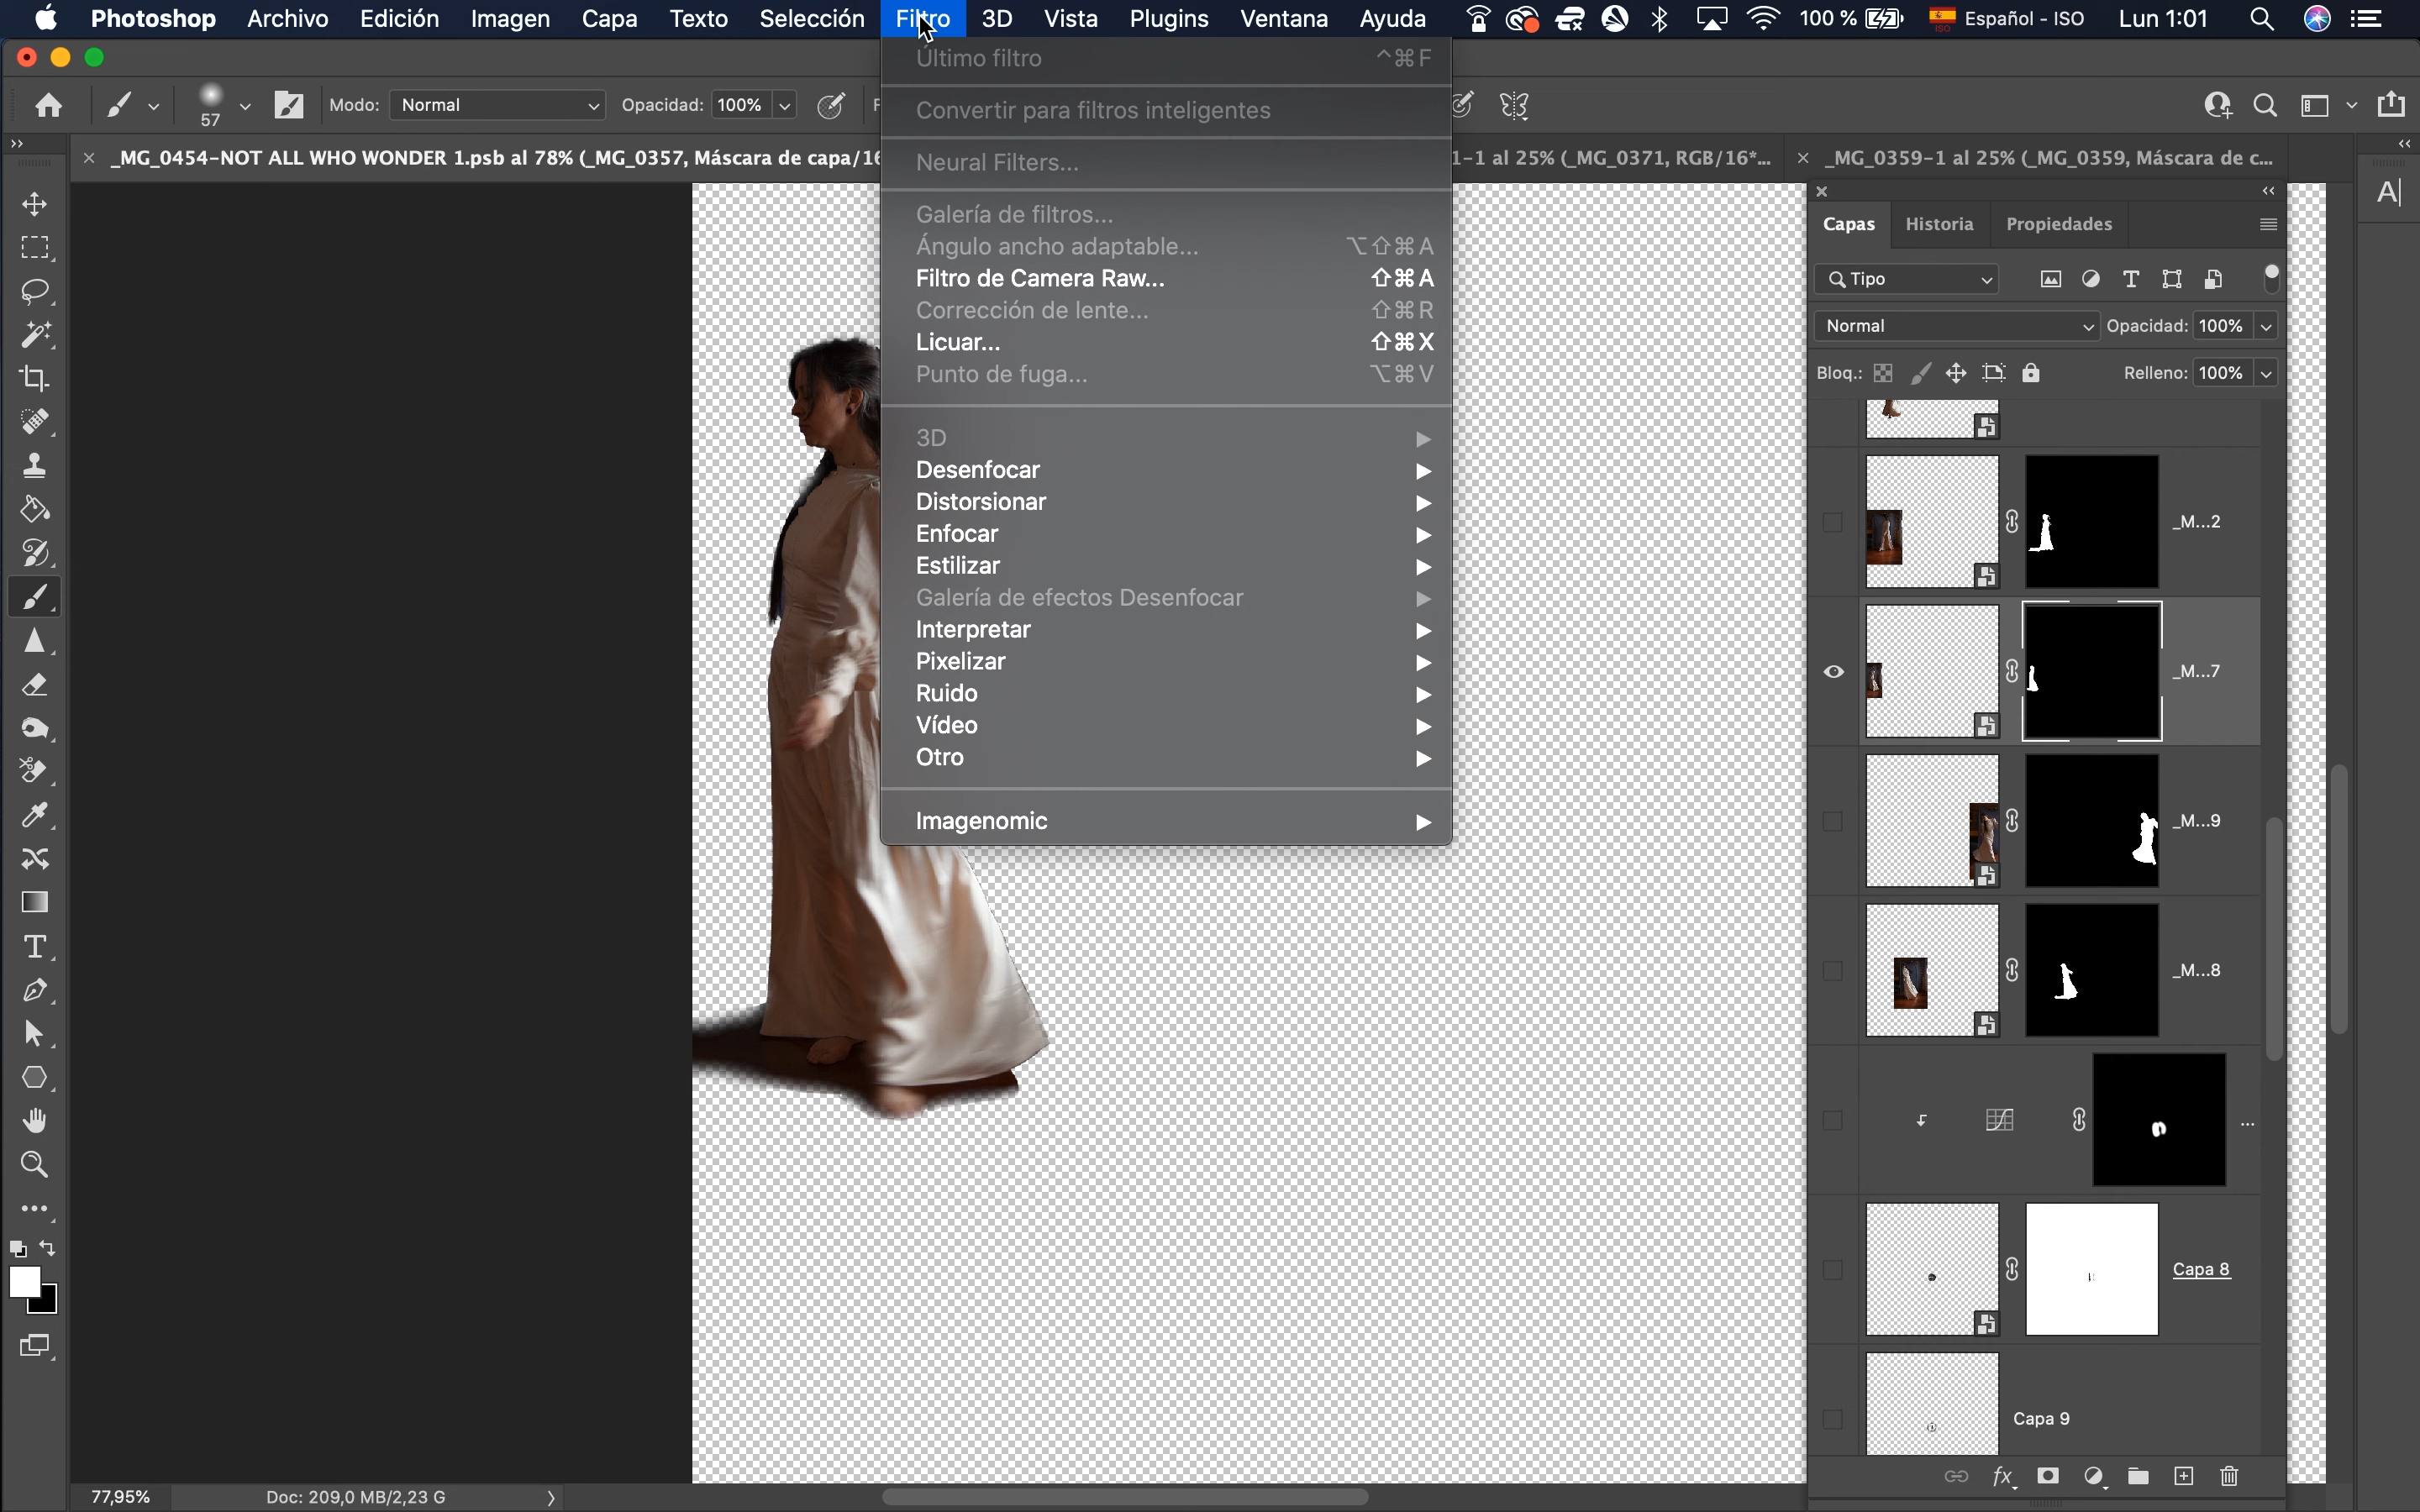 Photoshop Archivo Edición Imagen Capa Texto Selección Filtro 3D Vista Plugins Ventana Ayuda 100 % ISO Español - ISO Lun 1:01
57 Modo: Normal Opacidad: 100%
_MG_0454-NOT ALL WHO WONDER 1.psb al 78% (_MG_0357, Máscara de capa/16
1-1 al 25% (_MG_0371, RGB/16*...
_MG_0359-1 al 25% (_MG_0359, Máscara de c...
A
Último filtro ^⌘F
Convertir para filtros inteligentes
Neural Filters...
Galería de filtros...
Ángulo ancho adaptable... ⌥⇧⌘A
Filtro de Camera Raw... ⇧⌘A
Corrección de lente... ⇧⌘R
Licuar... ⇧⌘X
Punto de fuga... ⌥⌘V
3D
Desenfocar
Distorsionar
Enfocar
Estilizar
Galería de efectos Desenfocar
Interpretar
Pixelizar
Ruido
Vídeo
Otro
Imagenomic
Capas Historia Propiedades
Tipo
Normal Opacidad: 100%
Bloq.: Relleno: 100%
_M...2
_M...7
_M...9
_M...8
...
Capa 8
Capa 9
fx
77,95% Doc: 209,0 MB/2,23 G